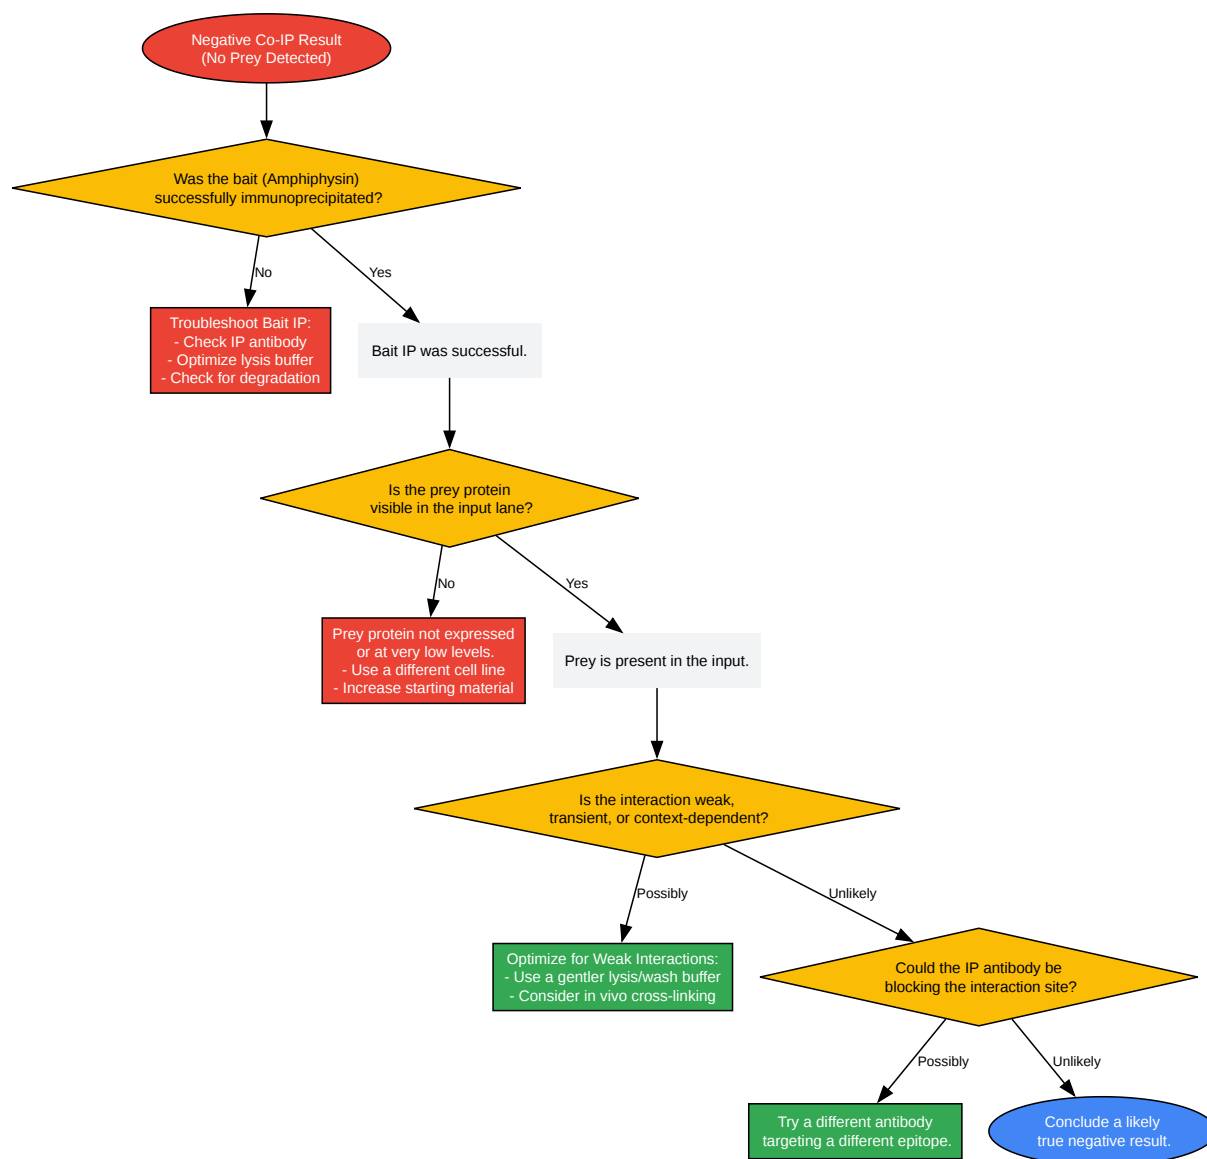 Negative Co-IP Result
(No Prey Detected)
Was the bait (Amphiphysin)
successfully immunoprecipitated?
No
Yes
Troubleshoot Bait IP:
- Check IP antibody
- Optimize lysis buffer
- Check for degradation
Bait IP was successful.
Is the prey protein
visible in the input lane?
No
Yes
Prey protein not expressed
or at very low levels.
- Use a different cell line
- Increase starting material
Prey is present in the input.
Is the interaction weak,
transient, or context-dependent?
Possibly
Unlikely
Optimize for Weak Interactions:
- Use a gentler lysis/wash buffer
- Consider in vivo cross-linking
Could the IP antibody be
blocking the interaction site?
Possibly
Unlikely
Try a different antibody
targeting a different epitope.
Conclude a likely
true negative result.